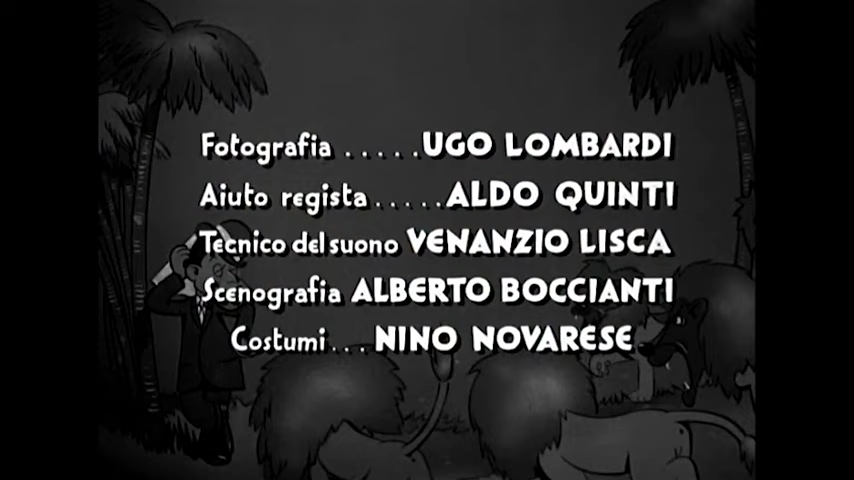 Fotografia ..... UGO LOMBARDI
Aiuto regista ..... ALDO QUINTI
Tecnico del suono VENANZIO LISCA
Scenografia ALBERTO BOCCIANTI
Costumi ... NINO NOVARESE